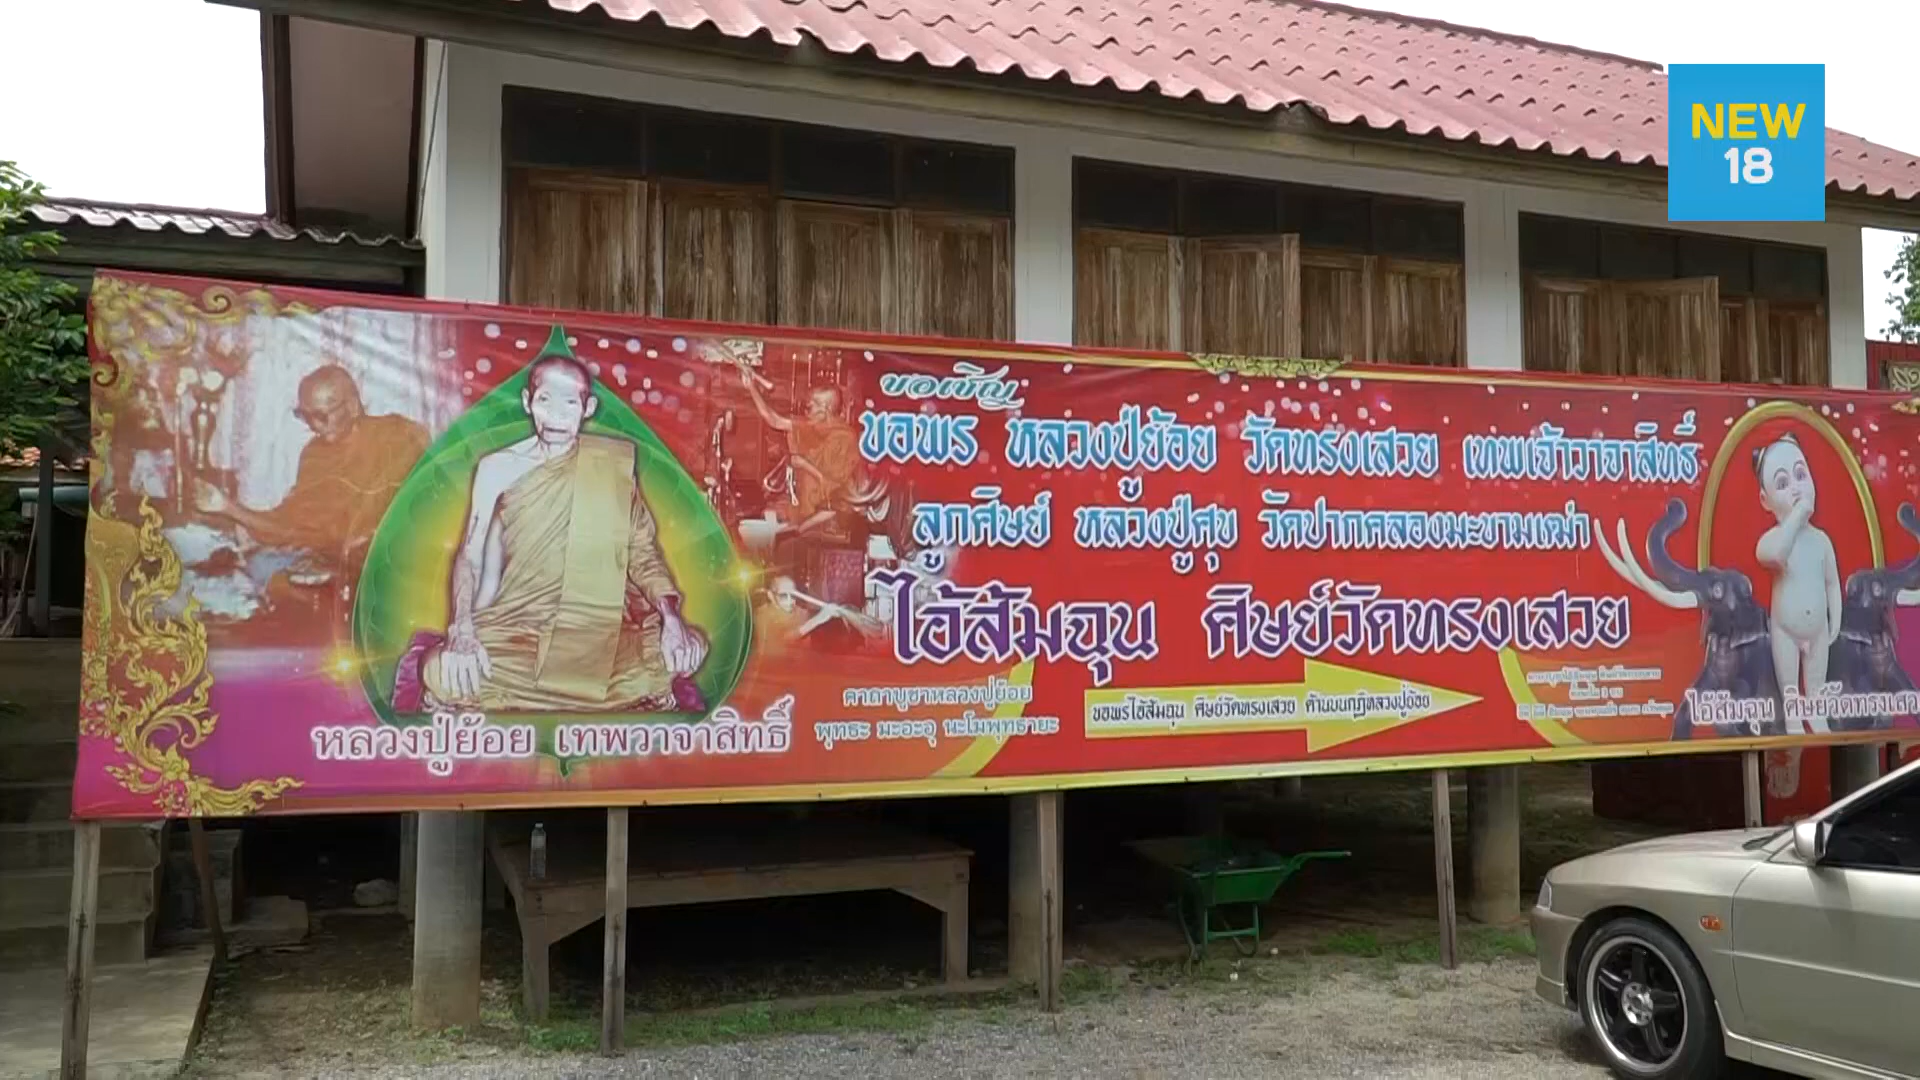 NEW
18
ขอเชิญ
ขอพร หลวงปู่ย้อย วัดทรงเสวย เทพเจ้าวาจาสิทธิ์
ลูกศิษย์ หลวงปู่ศุข วัดปากคลองมะขามเฒ่า
ไอ้ส้มฉุน ศิษย์วัดทรงเสวย
คาถาบูชาหลวงปู่ย้อย
พุทธะ มะอะอุ นะโมพุทธายะ
ขอพรไอ้ส้มฉุน ศิษย์วัดทรงเสวย ด้านบนกุฏิหลวงปู่ย้อย
หลวงปู่ย้อย เทพวาจาสิทธิ์
ไอ้ส้มฉุน ศิษย์วัดทรงเสว